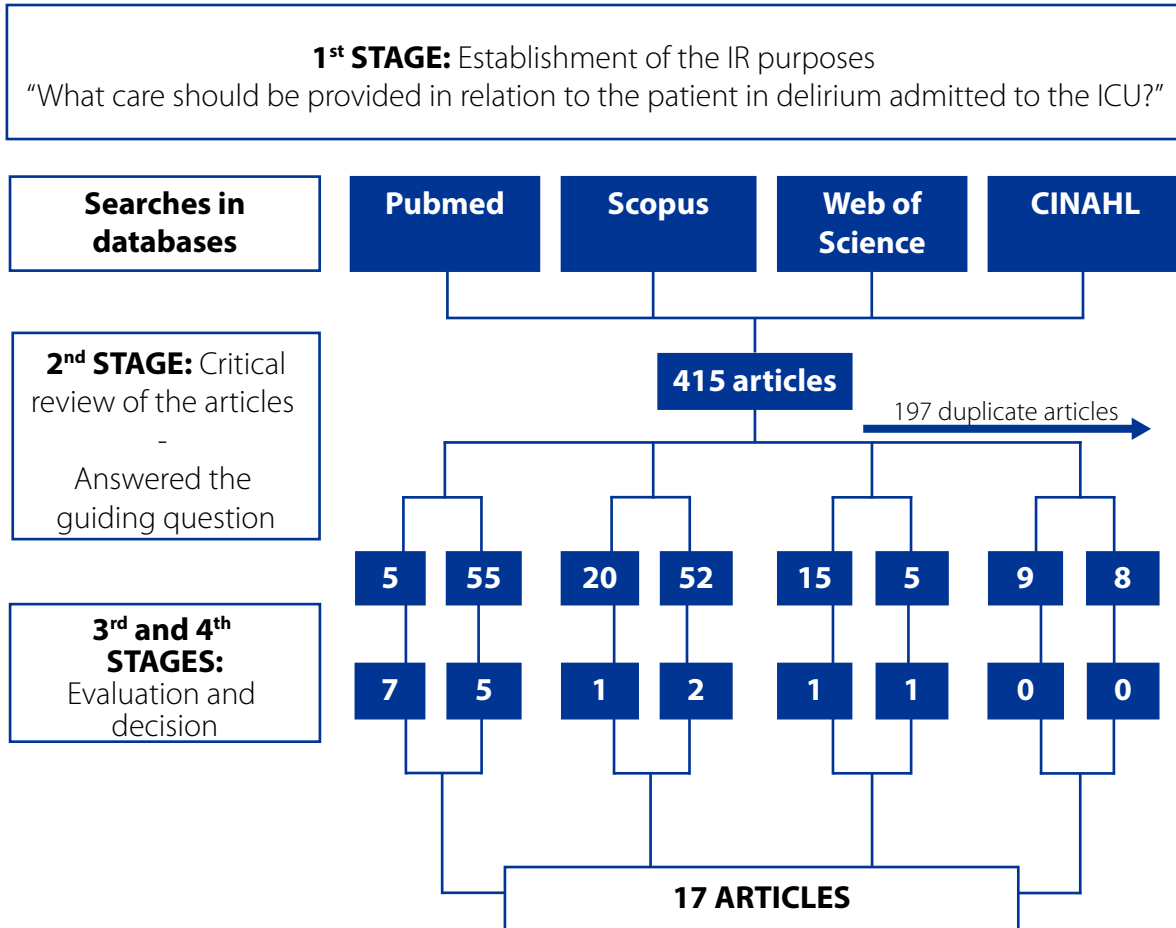 1st STAGE: Establishment of the IR purposes
“What care should be provided in relation to the patient in delirium admitted to the ICU?”
Searches in
databases
Pubmed
Scopus
Web of
Science
CINAHL
2nd STAGE: Critical
review of the articles
-
Answered the
guiding question
415 articles
197 duplicate articles
5 55 20 52 15 5 9 8
3rd and 4th
STAGES:
Evaluation and
decision
7 5 1 2 1 1 0 0
17 ARTICLES